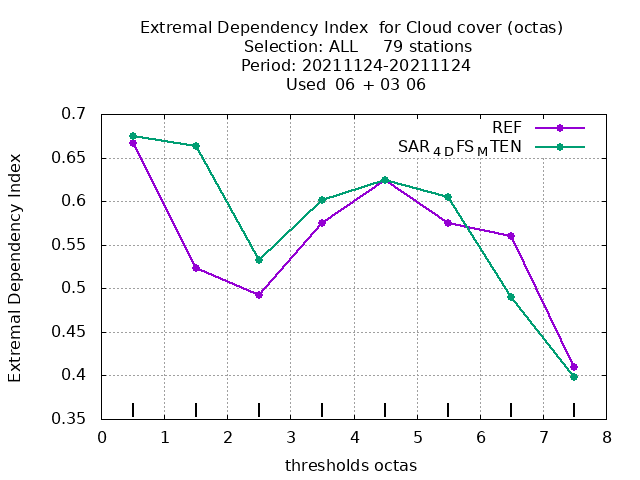 Extremal Dependency Index  for Cloud cover (octas)
Selection: ALL     79 stations
Period: 20211124-20211124
Used  06 + 03 06
0.7
0.65
0.6
0.55
0.5
0.45
0.4
0.35
Extremal Dependency Index
REF
SAR4DFSMTEN
0 1 2 3 4 5 6 7 8
thresholds octas